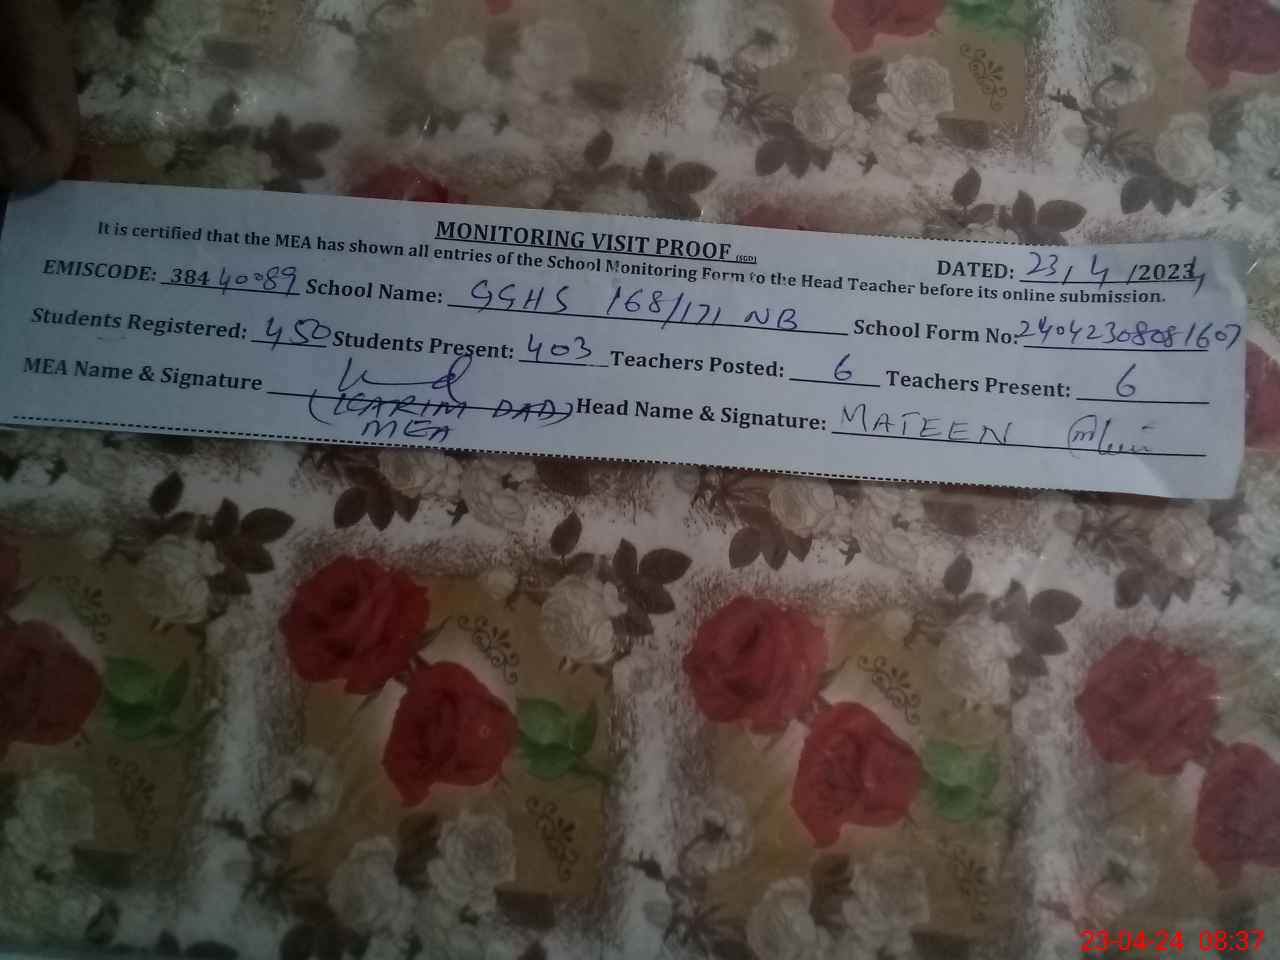 MONITORING VISIT PROOF (SGD)
DATED: 23/4/2024
It is certified that the MEA has shown all entries of the School Monitoring Form to the Head Teacher before its online submission.
EMISCODE: 38440089 School Name: GGHS 168/171 NB School Form No: 24042308081607
Students Registered: 450 Students Present: 403 Teachers Posted: 6 Teachers Present: 6
MEA Name & Signature (KARIM DAD) Head Name & Signature: MATEEN
MEA
23-04-24 08:37